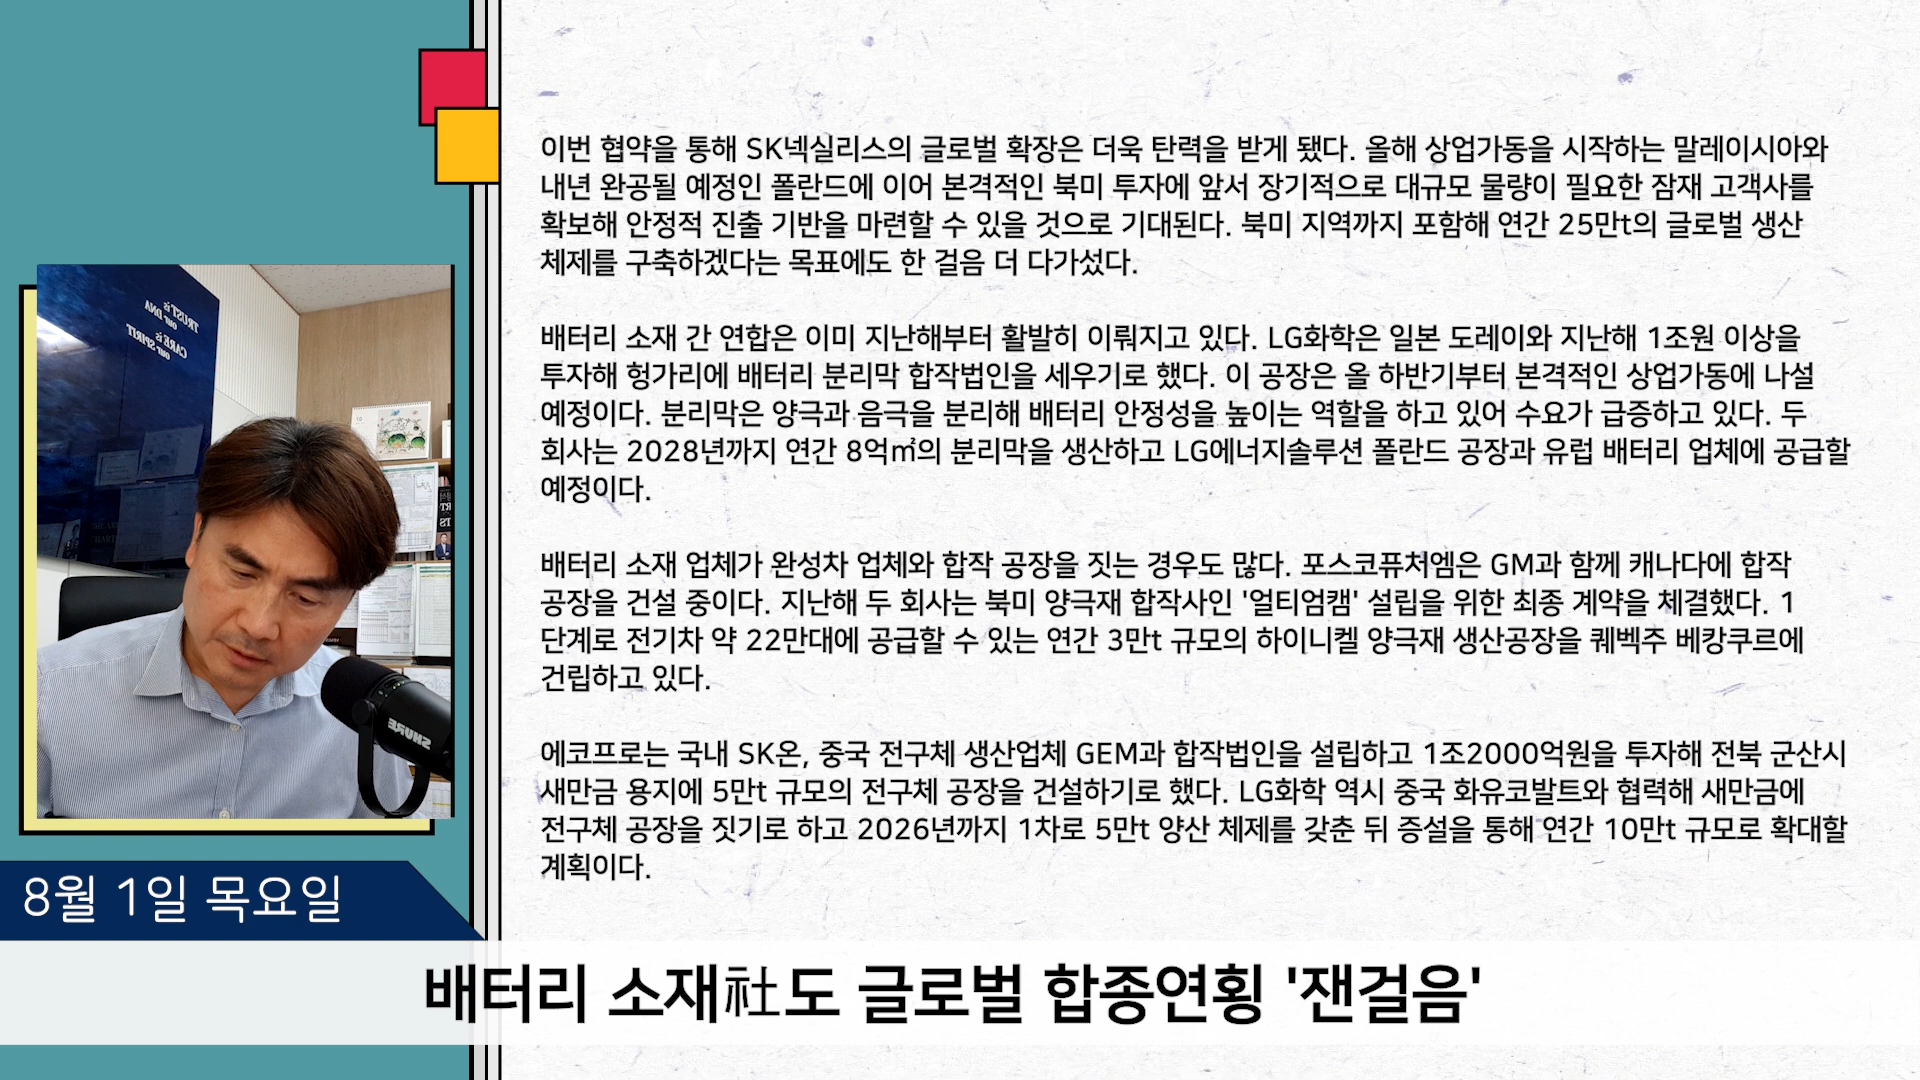 이번 협약을 통해 SK넥실리스의 글로벌 확장은 더욱 탄력을 받게 됐다. 올해 상업가동을 시작하는 말레이시아와
내년 완공될 예정인 폴란드에 이어 본격적인 북미 투자에 앞서 장기적으로 대규모 물량이 필요한 잠재 고객사를
확보해 안정적 진출 기반을 마련할 수 있을 것으로 기대된다. 북미 지역까지 포함해 연간 25만t의 글로벌 생산
체제를 구축하겠다는 목표에도 한 걸음 더 다가섰다.
배터리 소재 간 연합은 이미 지난해부터 활발히 이뤄지고 있다. LG화학은 일본 도레이와 지난해 1조원 이상을
투자해 헝가리에 배터리 분리막 합작법인을 세우기로 했다. 이 공장은 올 하반기부터 본격적인 상업가동에 나설
예정이다. 분리막은 양극과 음극을 분리해 배터리 안정성을 높이는 역할을 하고 있어 수요가 급증하고 있다. 두
회사는 2028년까지 연간 8억㎡의 분리막을 생산하고 LG에너지솔루션 폴란드 공장과 유럽 배터리 업체에 공급할
예정이다.
배터리 소재 업체가 완성차 업체와 합작 공장을 짓는 경우도 많다. 포스코퓨처엠은 GM과 함께 캐나다에 합작
공장을 건설 중이다. 지난해 두 회사는 북미 양극재 합작사인 '얼티엄캠' 설립을 위한 최종 계약을 체결했다. 1
단계로 전기차 약 22만대에 공급할 수 있는 연간 3만t 규모의 하이니켈 양극재 생산공장을 퀘벡주 베캉쿠르에
건립하고 있다.
에코프로는 국내 SK온, 중국 전구체 생산업체 GEM과 합작법인을 설립하고 1조2000억원을 투자해 전북 군산시
새만금 용지에 5만t 규모의 전구체 공장을 건설하기로 했다. LG화학 역시 중국 화유코발트와 협력해 새만금에
전구체 공장을 짓기로 하고 2026년까지 1차로 5만t 양산 체제를 갖춘 뒤 증설을 통해 연간 10만t 규모로 확대할
계획이다.
TRUST is
our DNA
CARE is
our SPIRIT
SHURE
8월 1일 목요일
배터리 소재社도 글로벌 합종연횡 '잰걸음'